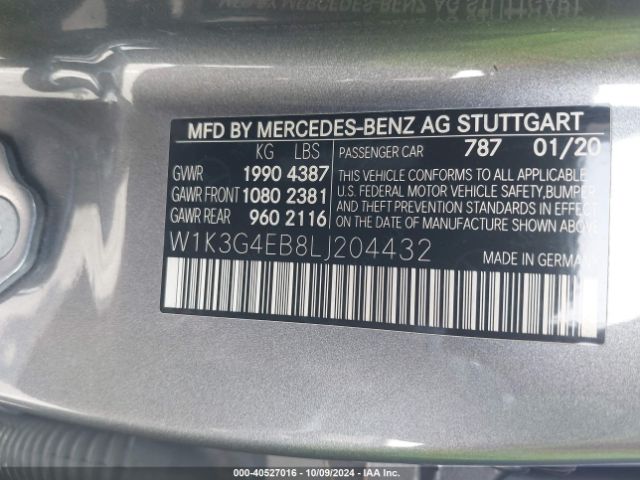 MFD BY MERCEDES-BENZ AG STUTTGART
KG LBS PASSENGER CAR 787 01/20
GVWR 1990 4387
GAWR FRONT 1080 2381
GAWR REAR 960 2116
THIS VEHICLE CONFORMS TO ALL APPLICABLE
U.S. FEDERAL MOTOR VEHICLE SAFETY, BUMPER
AND THEFT PREVENTION STANDARDS IN EFFECT
ON THE DATE OF MANUFACTURE SHOWN ABOVE.
W1K3G4EB8LJ204432
MADE IN GERMANY
000-40527016 - 10/09/2024 - Copyright IAA, LLC